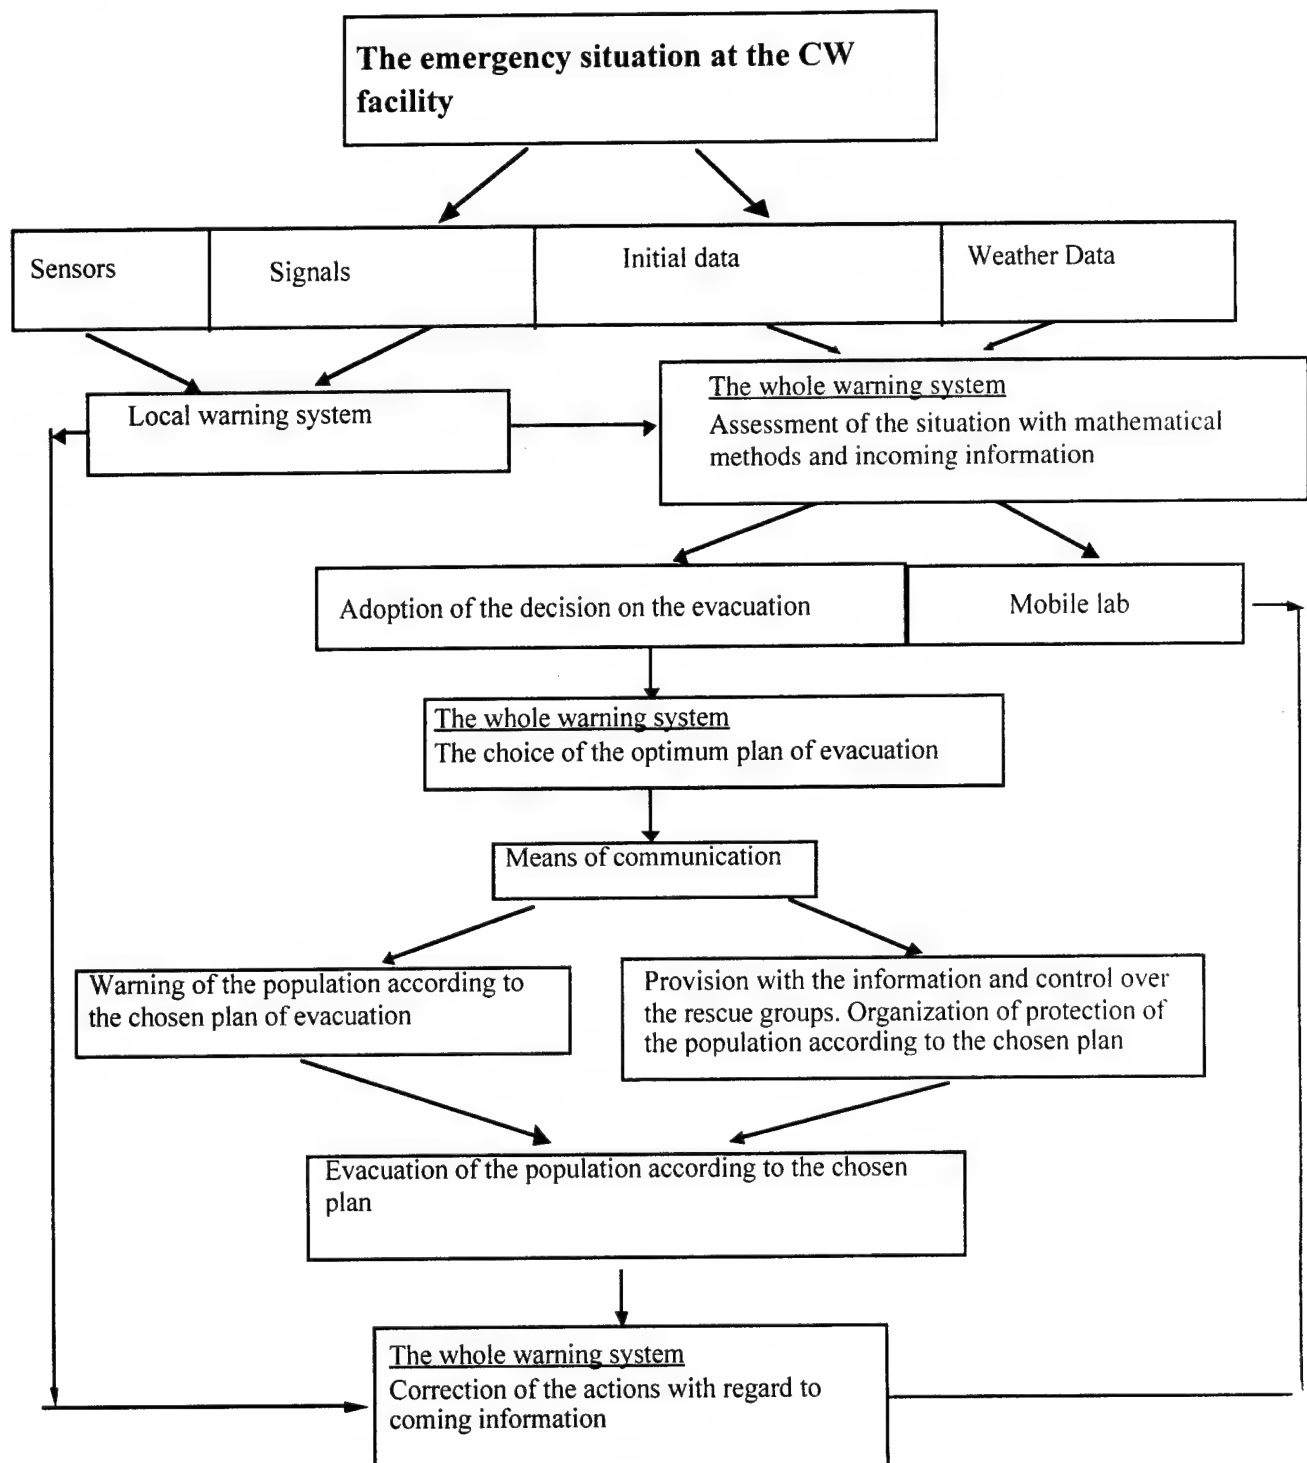 The emergency situation at the CW
facility
Sensors
Signals
Initial data
Weather Data
Local warning system
The whole warning system
Assessment of the situation with mathematical
methods and incoming information
Adoption of the decision on the evacuation
Mobile lab
The whole warning system
The choice of the optimum plan of evacuation
Means of communication
Warning of the population according to
the chosen plan of evacuation
Provision with the information and control over
the rescue groups. Organization of protection of
the population according to the chosen plan
Evacuation of the population according to the chosen
plan
The whole warning system
Correction of the actions with regard to
coming information